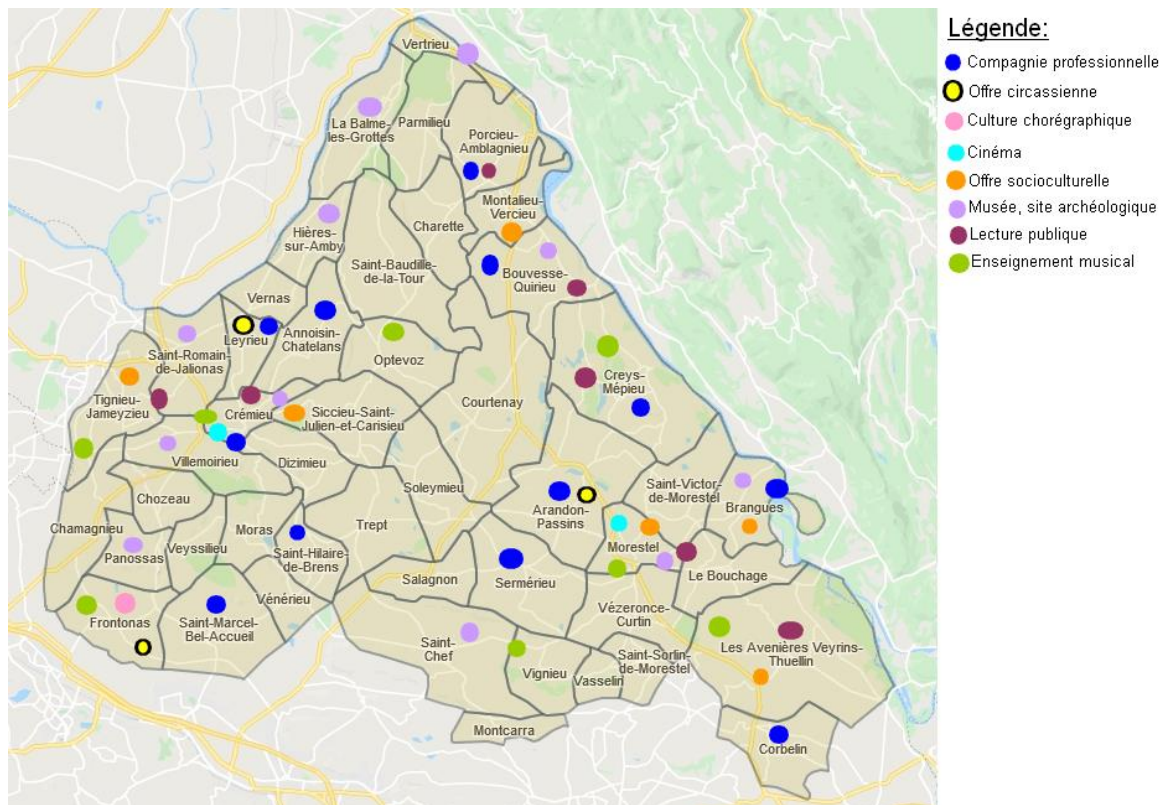 Légende:
Compagnie professionnelle
Offre circassienne
Culture chorégraphique
Cinéma
Offre socioculturelle
Musée, site archéologique
Lecture publique
Enseignement musical
Vertrieu
La Balme-
les-Grottes
Parmilieu
Porcieu-
Amblagnieu
Montalieu-
Vercieu
Hières-
sur-Amby
Charette
Saint-Baudille-
de-la-Tour
Bouvesse-
Quirieu
Vernas
Leyrieu
Annoisin-
Chatelans
Optevoz
Saint-Romain-
de-Jalionas
Tignieu-
Jameyzieu
Crémieu
Siccieu-Saint-
Julien-et-Carisieu
Courtenay
Creys-
Mépieu
Villemoirieu
Dizimieu
Soleymieu
Chozeau
Arandon-
Passins
Saint-Victor-
de-Morestel
Brangues
Chamagnieu
Panossas
Veyssilieu
Moras
Saint-Hilaire-
de-Brens
Trept
Morestel
Le Bouchage
Salagnon
Sermérieu
Vénérieu
Frontonas
Saint-Marcel-
Bel-Accueil
Vézeronce-
Curtin
Saint-
Chef
Vignieu
Vasselin
Saint-Sorlin-
de-Morestel
Les Avenières Veyrins-
Thuellin
Montcarra
Corbelin